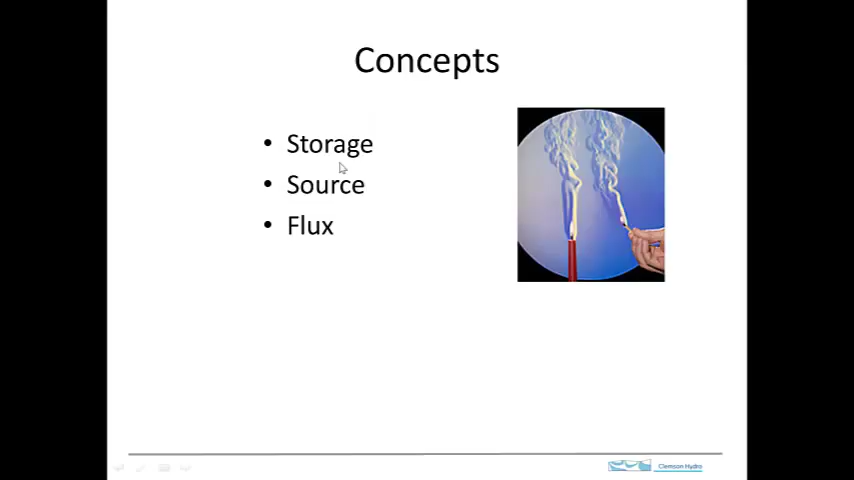 Concepts
• Storage
• Source
• Flux
Clemson Hydro